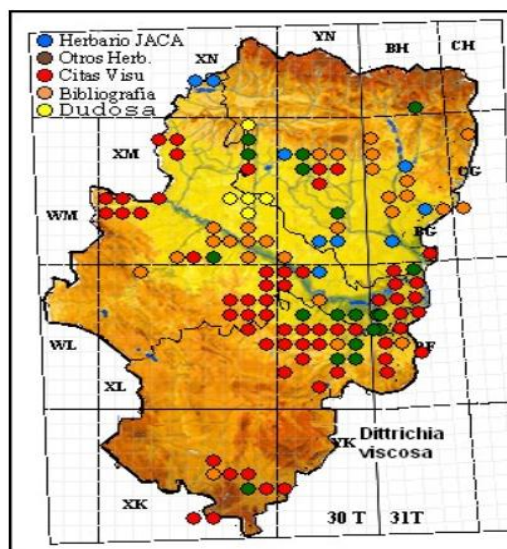 Herbario JACA
Otros Herb.
Citas Visu
Bibliografía
Dudosa
XN
YN
BH
CH
XM
CG
WM
BG
WL
XL
BF
YK
Dittrichia
viscosa
XK
30 T
31T